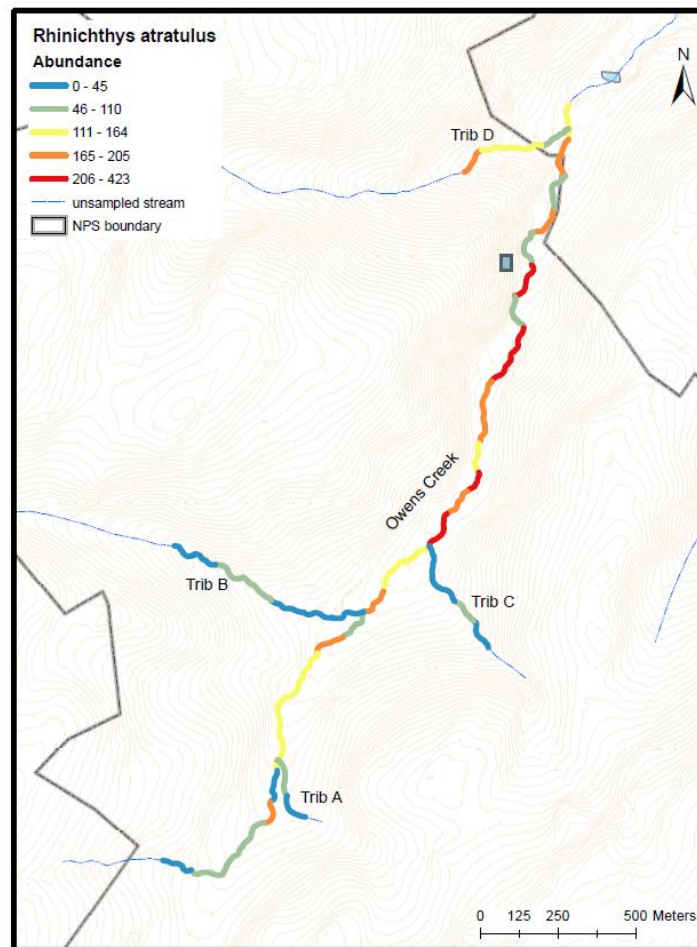 Rhinichthys atratulus
Abundance
0 - 45
46 - 110
111 - 164
165 - 205
206 - 423
unsampled stream
NPS boundary
N
Trib D
Owens Creek
Trib B
Trib C
Trib A
0 125 250 500 Meters